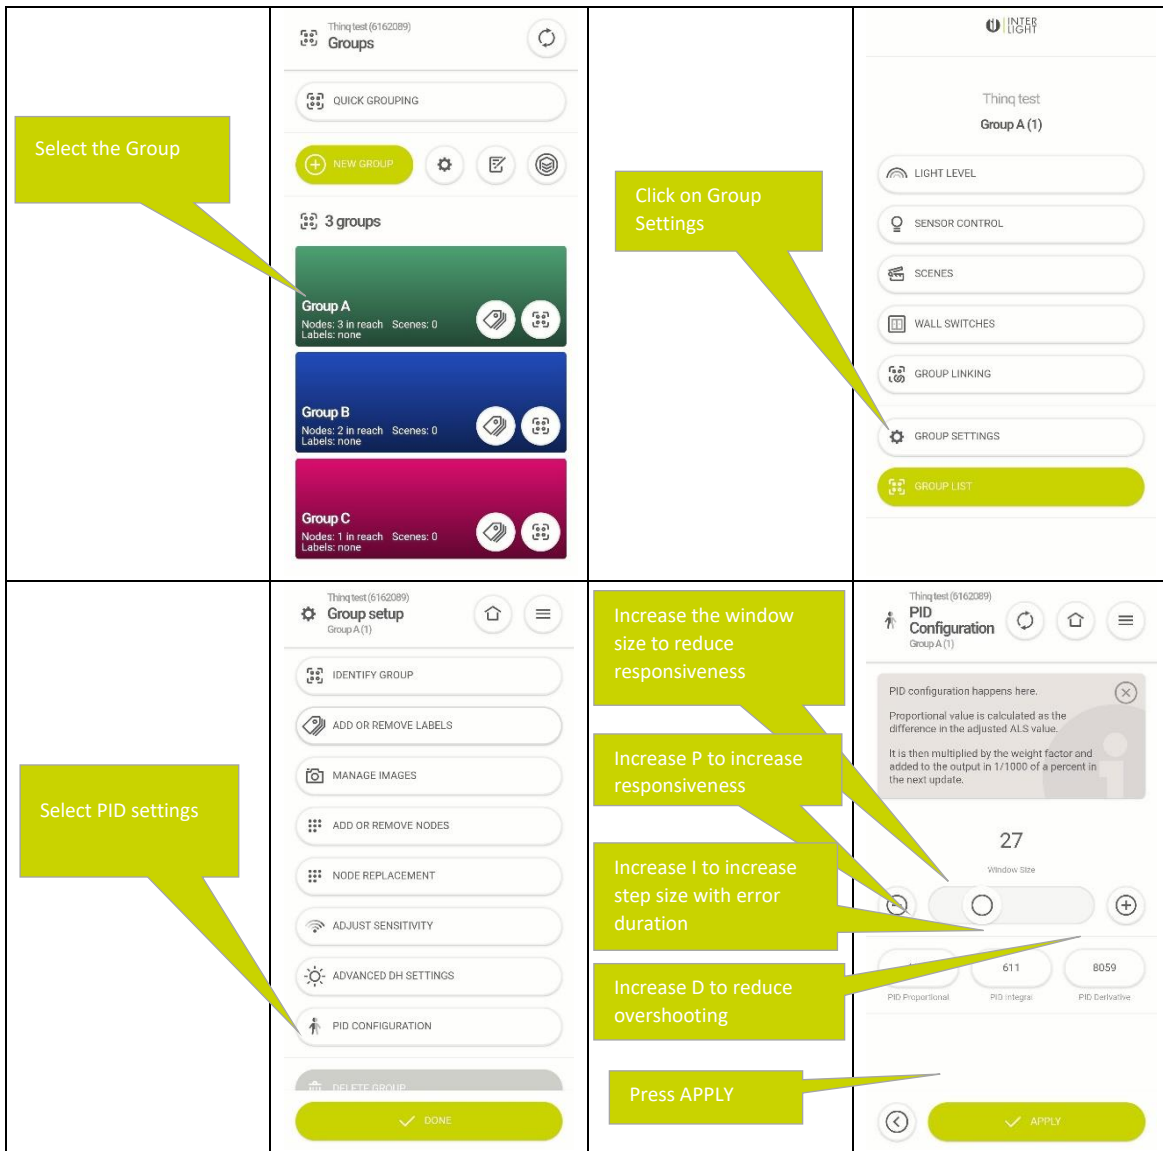 Select the Group
Thinq test (6162089)
Groups
QUICK GROUPING
NEW GROUP
3 groups
Group A
Nodes: 3 in reach Scenes: 0
Labels: none
Group B
Nodes: 2 in reach Scenes: 0
Labels: none
Group C
Nodes: 1 in reach Scenes: 0
Labels: none
Click on Group
Settings
INTER
LIGHT
Thinq test
Group A (1)
LIGHT LEVEL
SENSOR CONTROL
SCENES
WALL SWITCHES
GROUP LINKING
GROUP SETTINGS
GROUP LIST
Select PID settings
Thinq test (6162089)
Group setup
Group A (1)
IDENTIFY GROUP
ADD OR REMOVE LABELS
MANAGE IMAGES
ADD OR REMOVE NODES
NODE REPLACEMENT
ADJUST SENSITIVITY
ADVANCED DH SETTINGS
PID CONFIGURATION
DELETE GROUP
DONE
Increase the window
size to reduce
responsiveness
Increase P to increase
responsiveness
Increase I to increase
step size with error
duration
Increase D to reduce
overshooting
Press APPLY
Thinq test (6162089)
PID
Configuration
Group A (1)
PID configuration happens here.
Proportional value is calculated as the
difference in the adjusted ALS value.
It is then multiplied by the weight factor and
added to the output in 1/1000 of a percent in
the next update.
27
Window Size
611
8059
PID Proportional
PID Integral
PID Derivative
APPLY